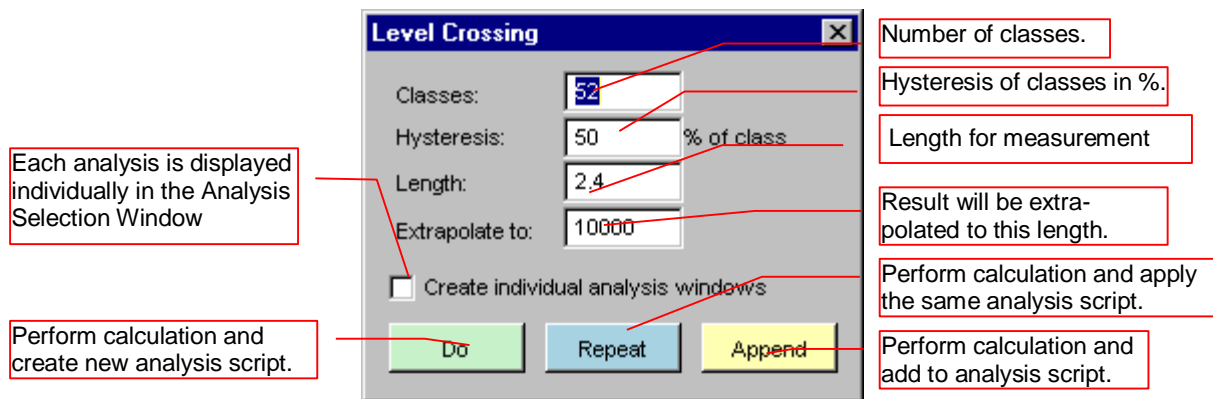 Level Crossing
Classes: 52
Hysteresis: 50 % of class
Length: 2,4
Extrapolate to: 10000
Create individual analysis windows
Do Repeat Append
Each analysis is displayed
individually in the Analysis
Selection Window
Perform calculation and
create new analysis script.
Number of classes.
Hysteresis of classes in %.
Length for measurement
Result will be extra-
polated to this length.
Perform calculation and apply
the same analysis script.
Perform calculation and
add to analysis script.